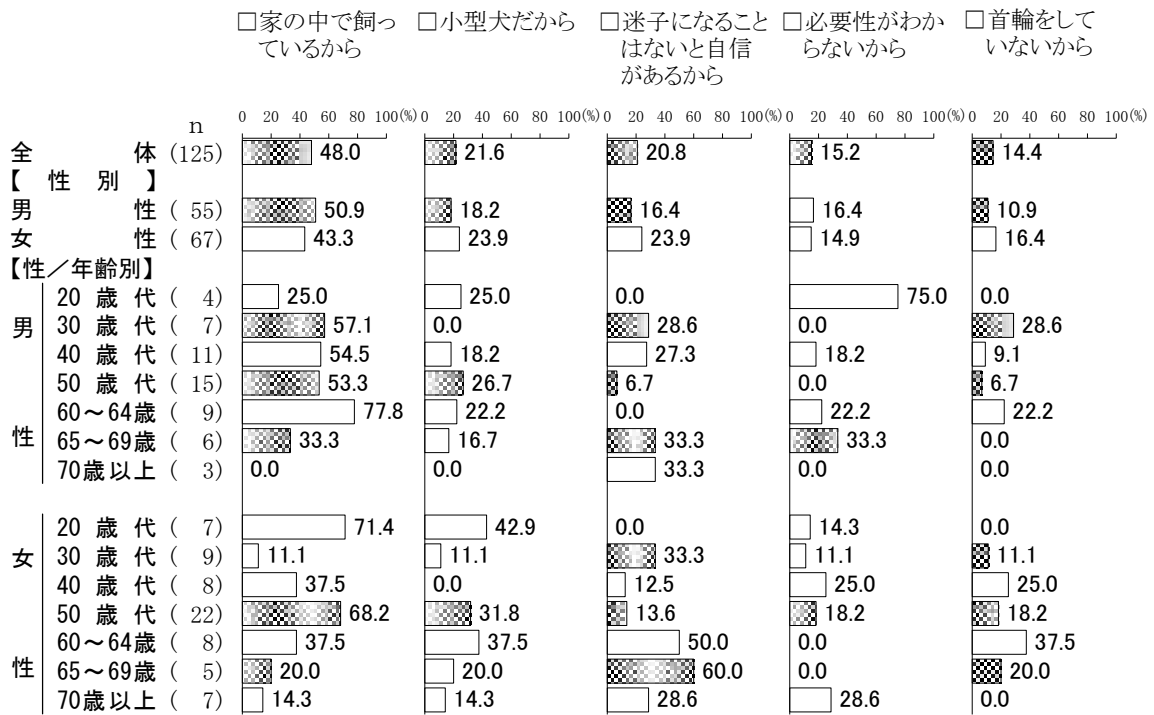 □家の中で飼っ □小型犬だから □迷子になること □必要性がわか □首輪をして
ているから はないと自信 らないから いないから
があるから
n 0 20 40 60 80 100(%) 0 20 40 60 80 100(%) 0 20 40 60 80 100(%) 0 20 40 60 80 100(%) 0 20 40 60 80 100(%)
全体 (125) 48.0 21.6 20.8 15.2 14.4
【性別】
男性 ( 55) 50.9 18.2 16.4 16.4 10.9
女性 ( 67) 43.3 23.9 23.9 14.9 16.4
【性/年齢別】
男性
20歳代 ( 4) 25.0 25.0 0.0 75.0 0.0
30歳代 ( 7) 57.1 0.0 28.6 0.0 28.6
40歳代 ( 11) 54.5 18.2 27.3 18.2 9.1
50歳代 ( 15) 53.3 26.7 6.7 0.0 6.7
60～64歳 ( 9) 77.8 22.2 0.0 22.2 22.2
65～69歳 ( 6) 33.3 16.7 33.3 33.3 0.0
70歳以上 ( 3) 0.0 0.0 33.3 0.0 0.0
女性
20歳代 ( 7) 71.4 42.9 0.0 14.3 0.0
30歳代 ( 9) 11.1 11.1 33.3 11.1 11.1
40歳代 ( 8) 37.5 0.0 12.5 25.0 25.0
50歳代 ( 22) 68.2 31.8 13.6 18.2 18.2
60～64歳 ( 8) 37.5 37.5 50.0 0.0 37.5
65～69歳 ( 5) 20.0 20.0 60.0 0.0 20.0
70歳以上 ( 7) 14.3 14.3 28.6 28.6 0.0